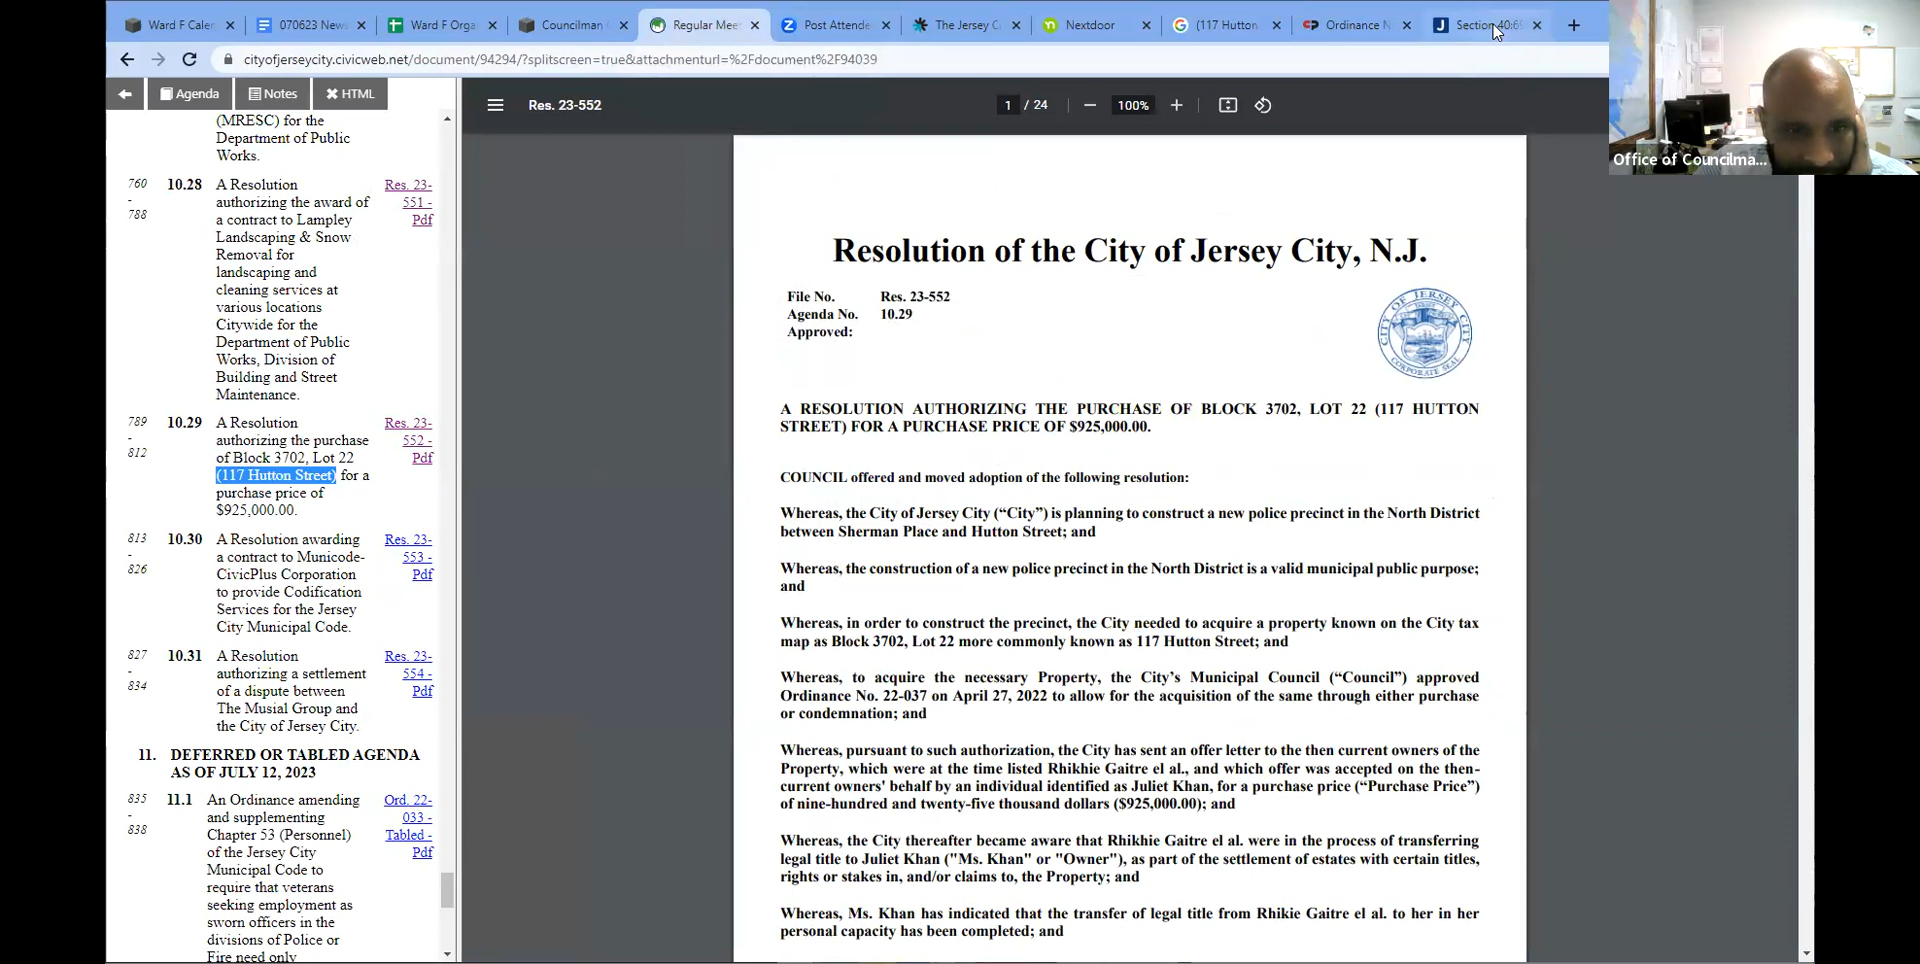 Ward F Calen
070623 News
Ward F Orga
Councilman
Regular Meet
Post Attende
The Jersey C
Nextdoor
(117 Hutton
Ordinance N
Section 40:69
cityofjerseycity.civicweb.net/document/94294/?splitscreen=true&attachmenturl=%2Fdocument%2F94039
Agenda
Notes
HTML
Res. 23-552
1 / 24
100%
Office of Councilma...
(MRESC) for the
Department of Public
Works.
760
-
788
10.28
A Resolution
authorizing the award of
a contract to Lampley
Landscaping & Snow
Removal for
landscaping and
cleaning services at
various locations
Citywide for the
Department of Public
Works, Division of
Building and Street
Maintenance.
Res. 23-
551 -
Pdf
789
-
812
10.29
A Resolution
authorizing the purchase
of Block 3702, Lot 22
(117 Hutton Street) for a
purchase price of
$925,000.00.
Res. 23-
552 -
Pdf
813
-
826
10.30
A Resolution awarding
a contract to Municode-
CivicPlus Corporation
to provide Codification
Services for the Jersey
City Municipal Code.
Res. 23-
553 -
Pdf
827
-
834
10.31
A Resolution
authorizing a settlement
of a dispute between
The Musial Group and
the City of Jersey City.
Res. 23-
554 -
Pdf
11. DEFERRED OR TABLED AGENDA
AS OF JULY 12, 2023
835
-
838
11.1
An Ordinance amending
and supplementing
Chapter 53 (Personnel)
of the Jersey City
Municipal Code to
require that veterans
seeking employment as
sworn officers in the
divisions of Police or
Fire need only
Ord. 22-
033 -
Tabled -
Pdf
Resolution of the City of Jersey City, N.J.
File No. Res. 23-552
Agenda No. 10.29
Approved:
CITY OF JERSEY CITY
CORPORATE SEAL
A RESOLUTION AUTHORIZING THE PURCHASE OF BLOCK 3702, LOT 22 (117 HUTTON
STREET) FOR A PURCHASE PRICE OF $925,000.00.
COUNCIL offered and moved adoption of the following resolution:
Whereas, the City of Jersey City (“City”) is planning to construct a new police precinct in the North District
between Sherman Place and Hutton Street; and
Whereas, the construction of a new police precinct in the North District is a valid municipal public purpose;
and
Whereas, in order to construct the precinct, the City needed to acquire a property known on the City tax
map as Block 3702, Lot 22 more commonly known as 117 Hutton Street; and
Whereas, to acquire the necessary Property, the City’s Municipal Council (“Council”) approved
Ordinance No. 22-037 on April 27, 2022 to allow for the acquisition of the same through either purchase
or condemnation; and
Whereas, pursuant to such authorization, the City has sent an offer letter to the then current owners of the
Property, which were at the time listed Rhikhie Gaitre el al., and which offer was accepted on the then-
current owners' behalf by an individual identified as Juliet Khan, for a purchase price (“Purchase Price”)
of nine-hundred and twenty-five thousand dollars ($925,000.00); and
Whereas, the City thereafter became aware that Rhikhie Gaitre el al. were in the process of transferring
legal title to Juliet Khan ("Ms. Khan" or "Owner"), as part of the settlement of estates with certain titles,
rights or stakes in, and/or claims to, the Property; and
Whereas, Ms. Khan has indicated that the transfer of legal title from Rhikie Gaitre el al. to her in her
personal capacity has been completed; and